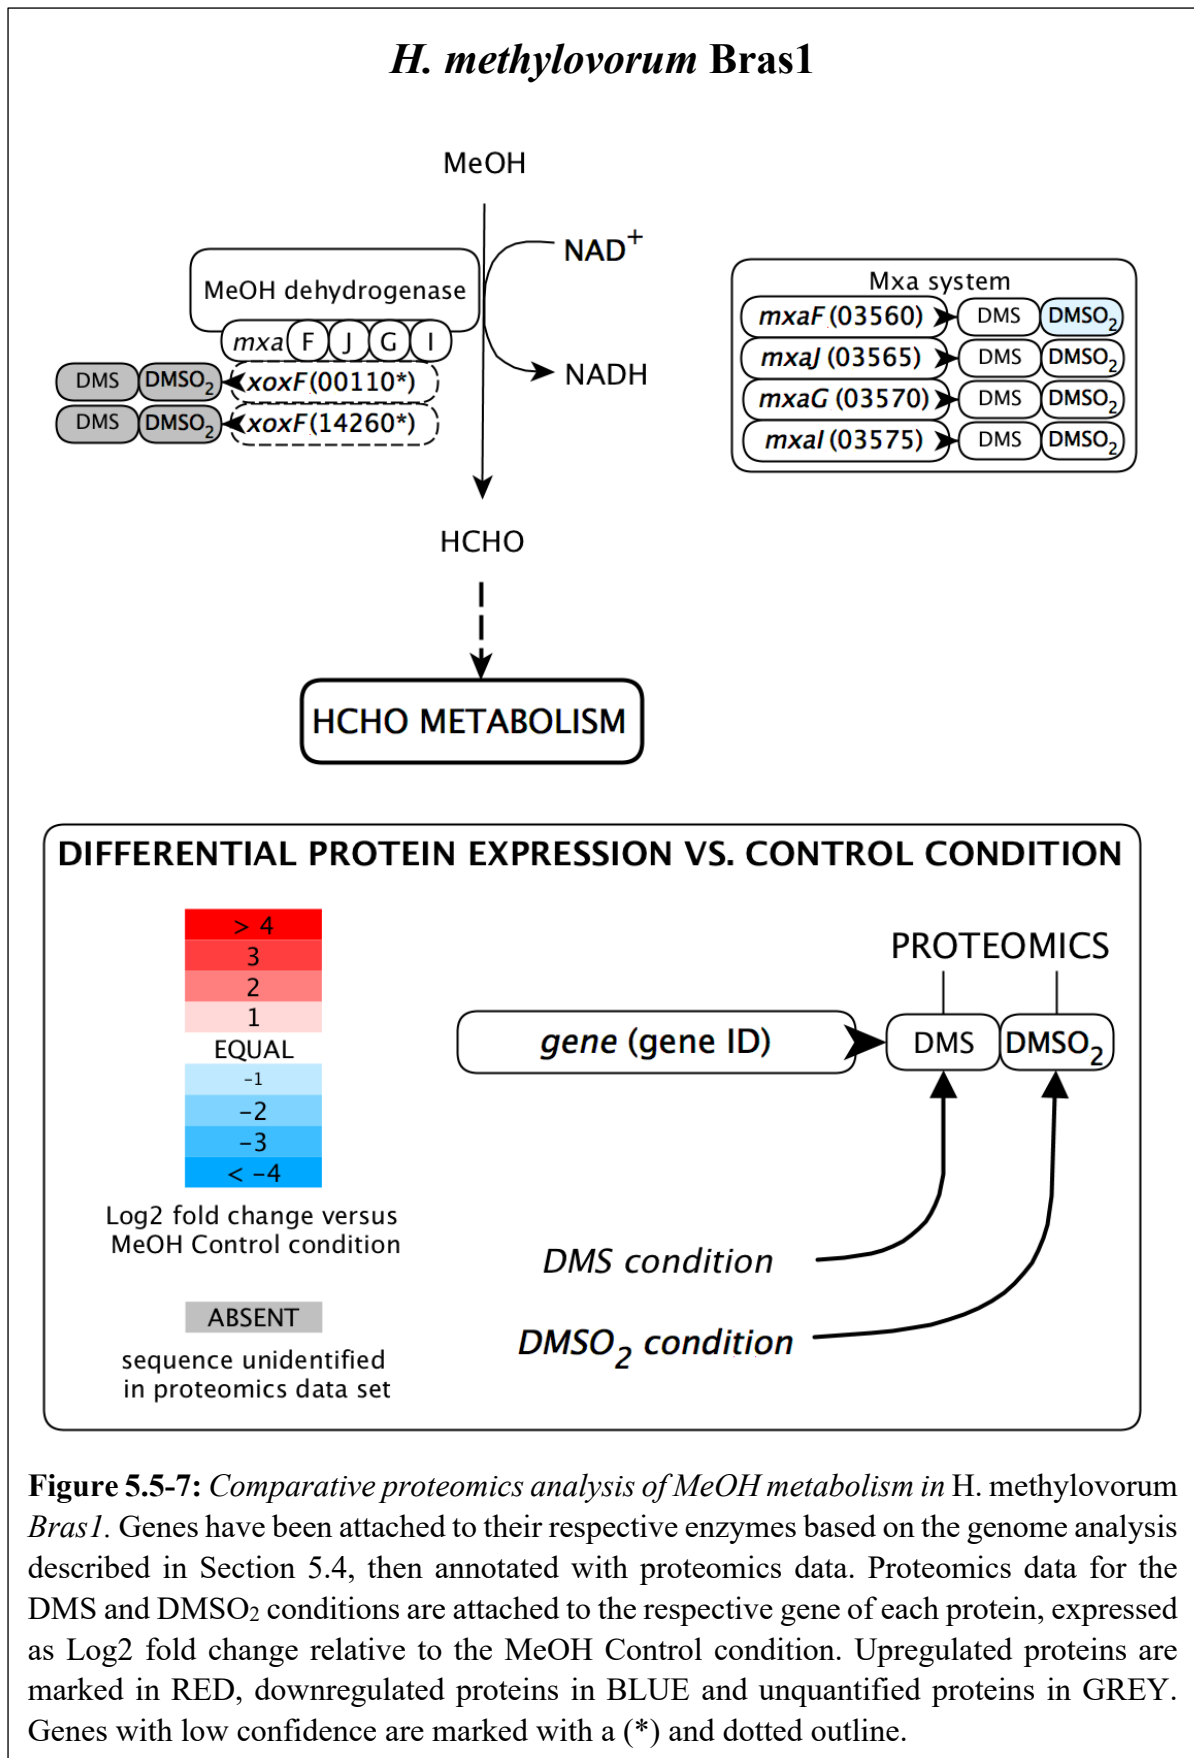 H. methylovorum Bras1
MeOH
NAD+
MeOH dehydrogenase
mxa F J G I
DMS DMSO2 xoxF(00110*)
DMS DMSO2 xoxF(14260*)
NADH
Mxa system
mxaF (03560) DMS DMSO2
mxaJ (03565) DMS DMSO2
mxaG (03570) DMS DMSO2
mxaI (03575) DMS DMSO2
HCHO
HCHO METABOLISM
DIFFERENTIAL PROTEIN EXPRESSION VS. CONTROL CONDITION
> 4
3
2
1
EQUAL
-1
-2
-3
< -4
Log2 fold change versus
MeOH Control condition
ABSENT
sequence unidentified
in proteomics data set
PROTEOMICS
gene (gene ID) DMS DMSO2
DMS condition
DMSO2 condition
Figure 5.5-7: Comparative proteomics analysis of MeOH metabolism in H. methylovorum
Bras1. Genes have been attached to their respective enzymes based on the genome analysis
described in Section 5.4, then annotated with proteomics data. Proteomics data for the
DMS and DMSO2 conditions are attached to the respective gene of each protein, expressed
as Log2 fold change relative to the MeOH Control condition. Upregulated proteins are
marked in RED, downregulated proteins in BLUE and unquantified proteins in GREY.
Genes with low confidence are marked with a (*) and dotted outline.